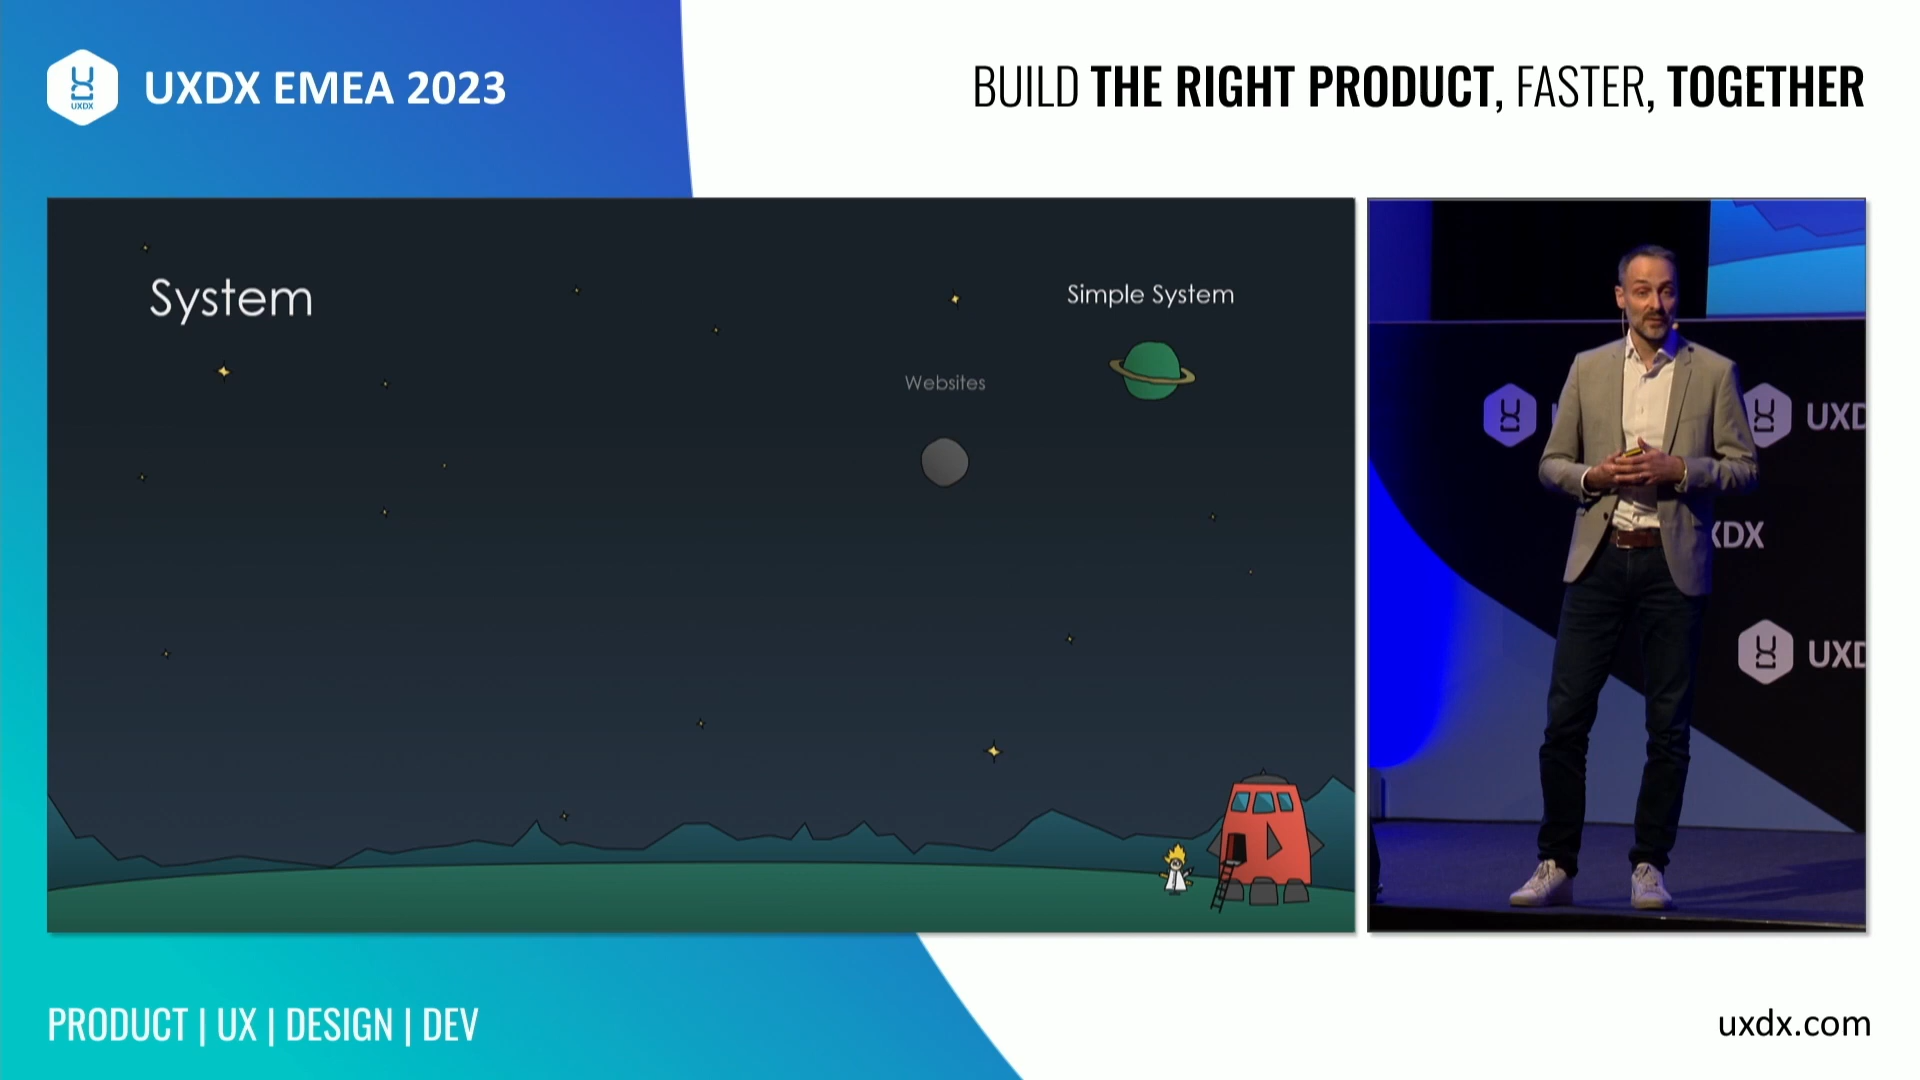 UXDX
UXDX EMEA 2023
BUILD THE RIGHT PRODUCT, FASTER, TOGETHER
System
Simple System
Websites
UXD
XDX
UXD
PRODUCT | UX | DESIGN | DEV
uxdx.com